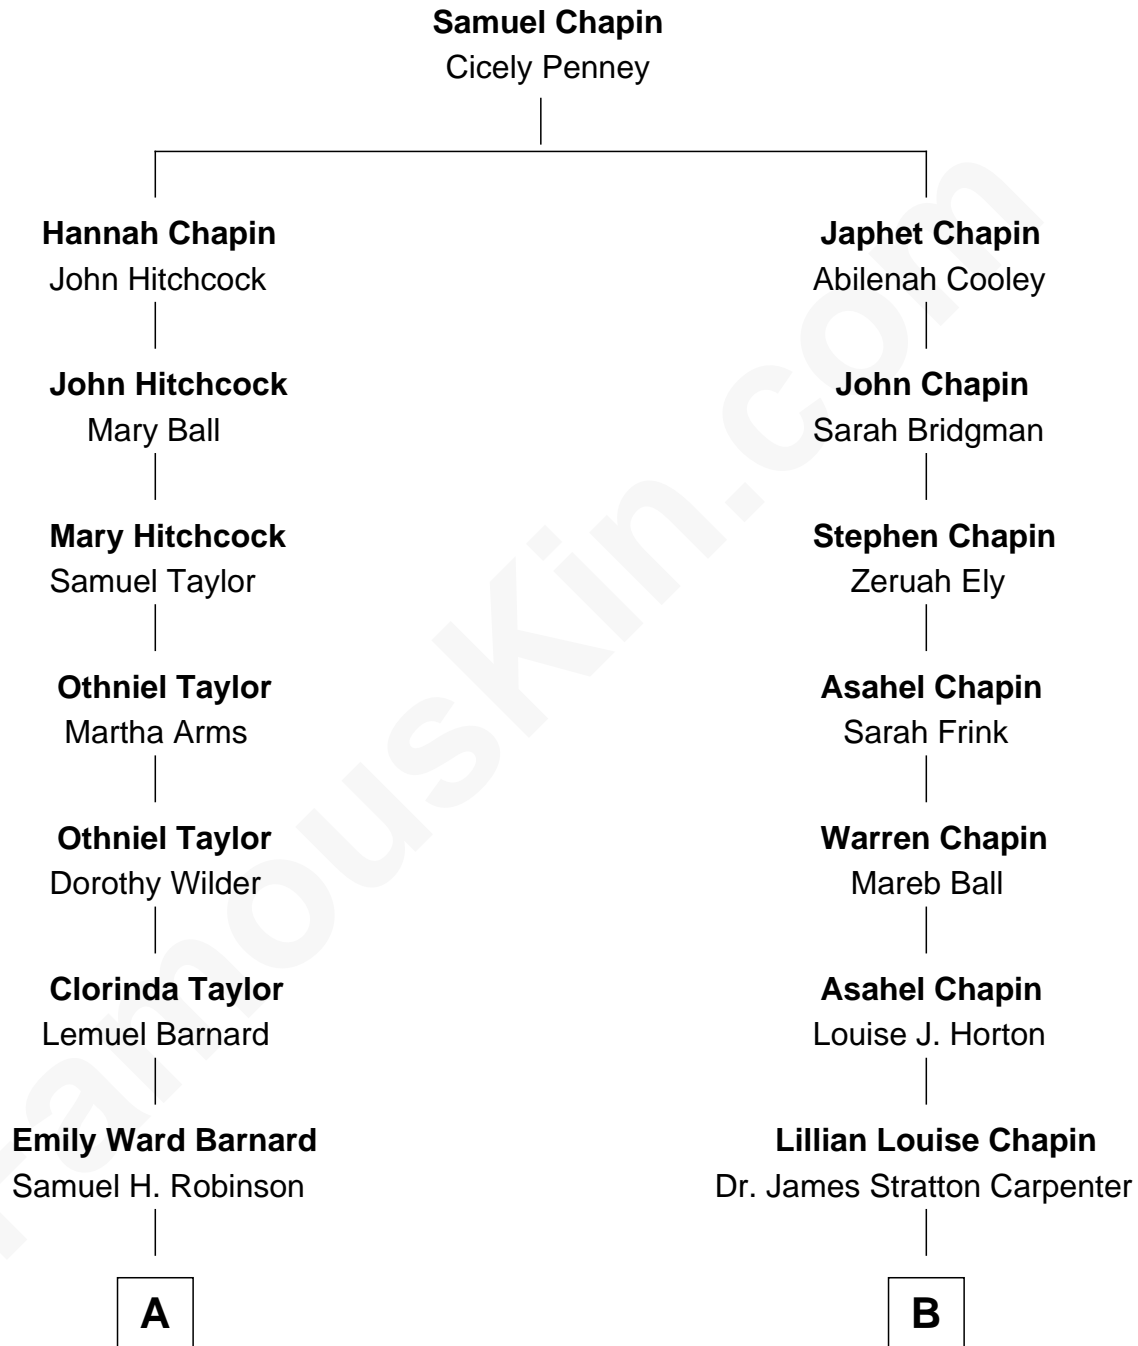 Samuel Chapin
Cicely Penney
Hannah Chapin
John Hitchcock
Japhet Chapin
Abilenah Cooley
John Hitchcock
Mary Ball
John Chapin
Sarah Bridgman
Mary Hitchcock
Samuel Taylor
Stephen Chapin
Zeruah Ely
Othniel Taylor
Martha Arms
Asahel Chapin
Sarah Frink
Othniel Taylor
Dorothy Wilder
Warren Chapin
Mareb Ball
Clorinda Taylor
Lemuel Barnard
Asahel Chapin
Louise J. Horton
Emily Ward Barnard
Samuel H. Robinson
Lillian Louise Chapin
Dr. James Stratton Carpenter
A
B
FamousKin.com